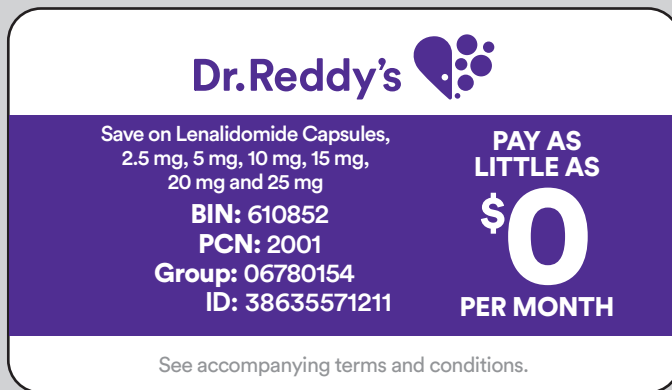 Dr.Reddy's
Save on Lenalidomide Capsules,
2.5 mg, 5 mg, 10 mg, 15 mg,
20 mg and 25 mg
BIN: 610852
PCN: 2001
Group: 06780154
ID: 38635571211
PAY AS
LITTLE AS
$0
PER MONTH
See accompanying terms and conditions.